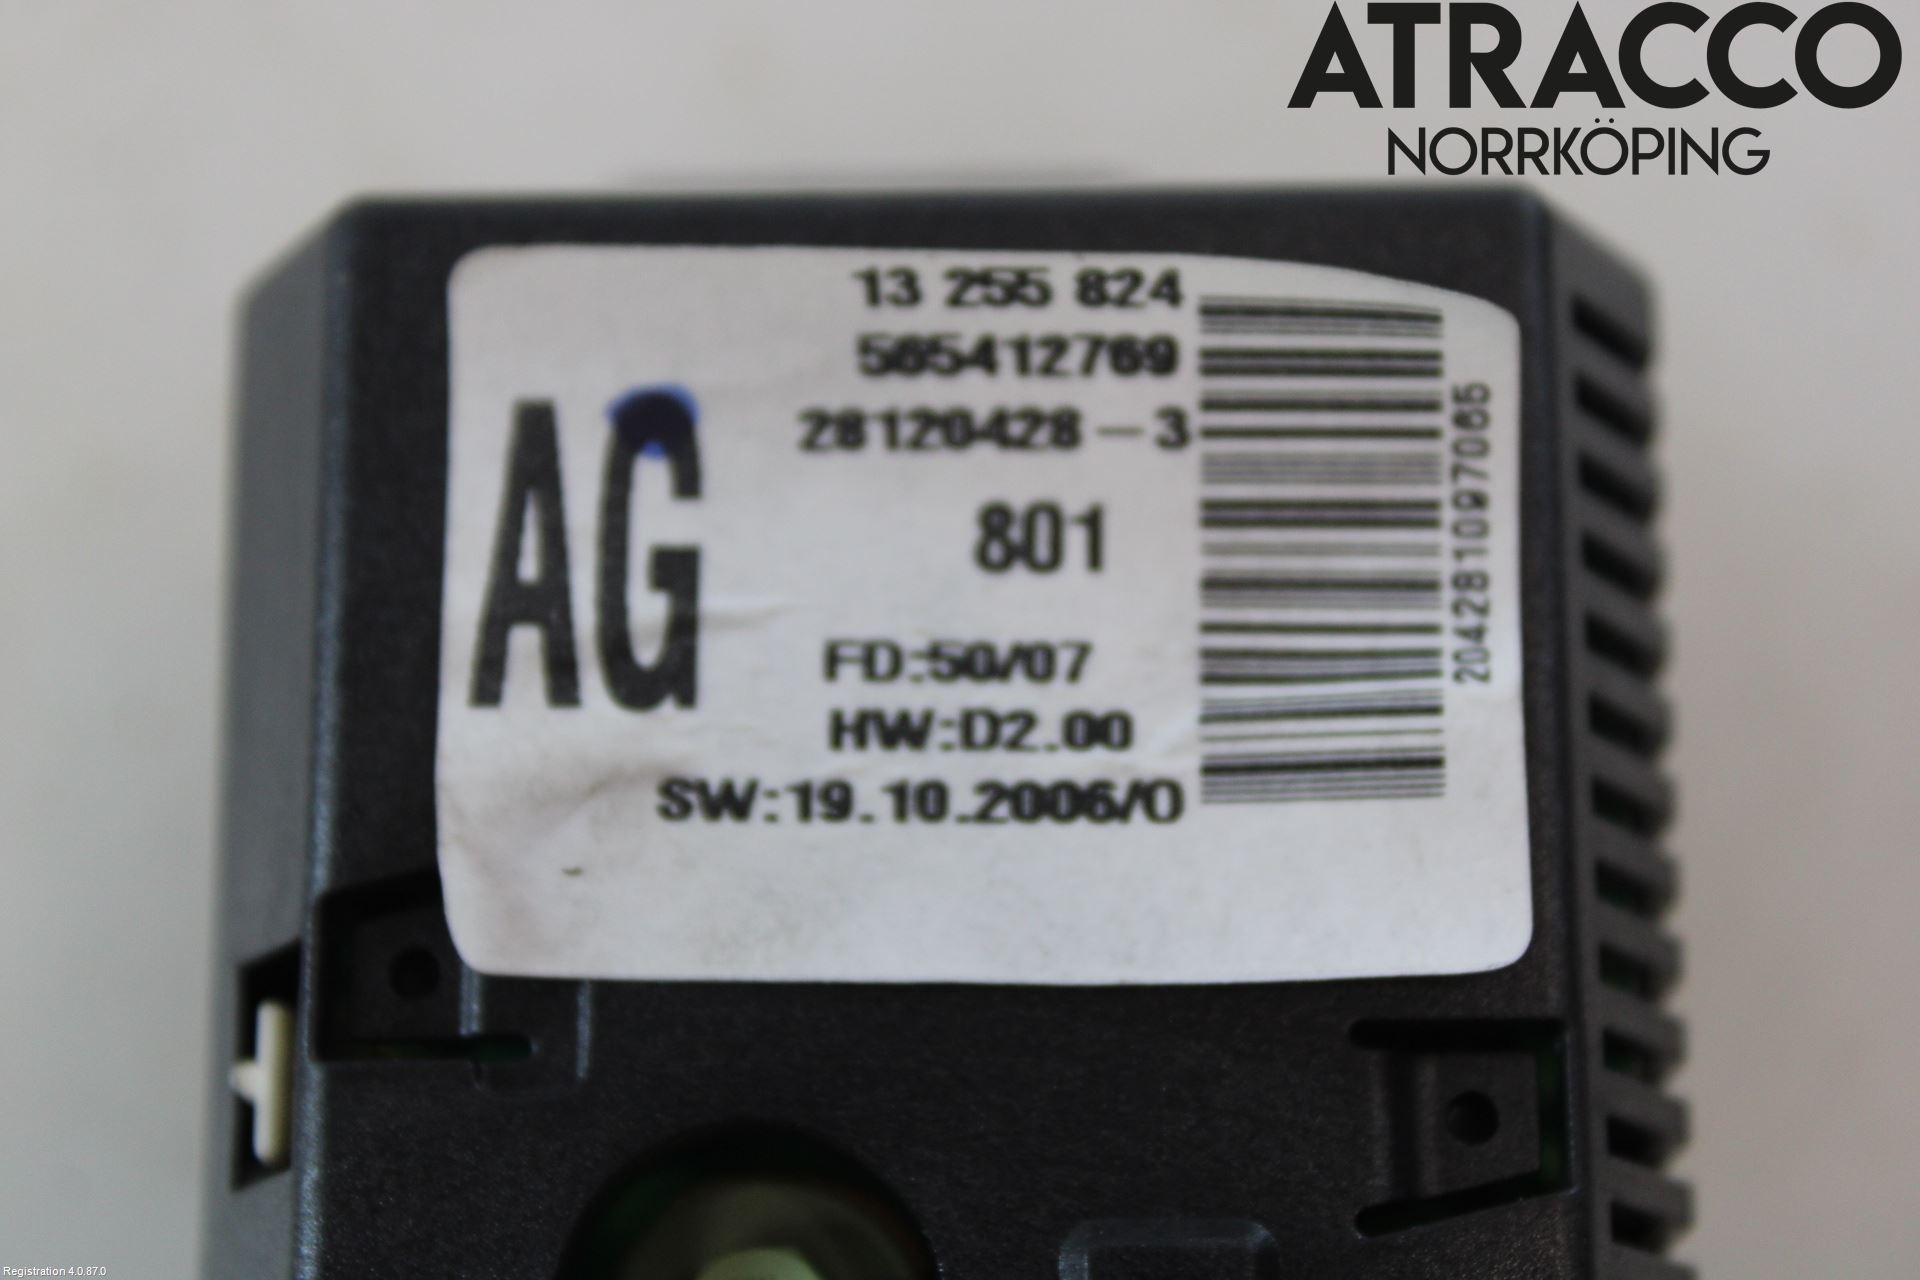 ATRACCO
NORRKÖPING
13 255 824
565412769
28120428-3
AG
801
FD:50/07
HW:D2.00
SW:19.10.2006/0
204281097065
Registration 4.0.87.0